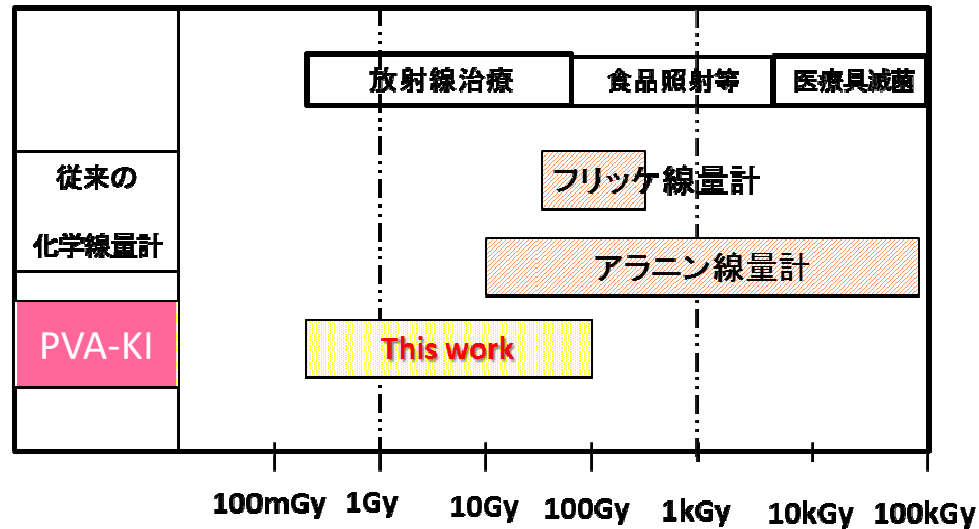 放射線治療
食品照射等
医療具滅菌
従来の
化学線量計
フリッケ線量計
アラニン線量計
PVA-KI
This work
100mGy
1Gy
10Gy
100Gy
1kGy
10kGy
100kGy